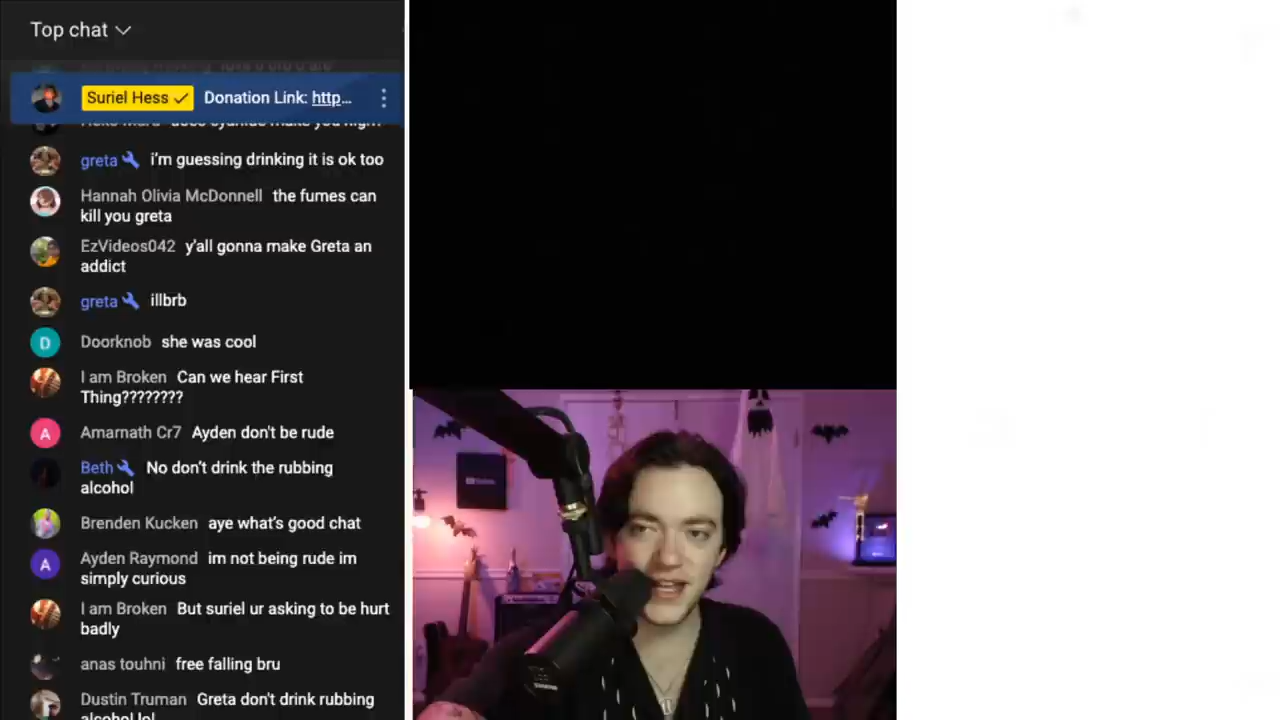 Top chat
Suriel Hess Donation Link: http...
greta i'm guessing drinking it is ok too
Hannah Olivia McDonnell the fumes can
kill you greta
EzVideos042 y'all gonna make Greta an
addict
greta illbrb
D
Doorknob she was cool
I am Broken Can we hear First
Thing????????
A
Amarnath Cr7 Ayden don't be rude
Beth No don't drink the rubbing
alcohol
Brenden Kucken aye what's good chat
A
Ayden Raymond im not being rude im
simply curious
I am Broken But suriel ur asking to be hurt
badly
anas touhni free falling bru
Dustin Truman Greta don't drink rubbing
alcohol lol